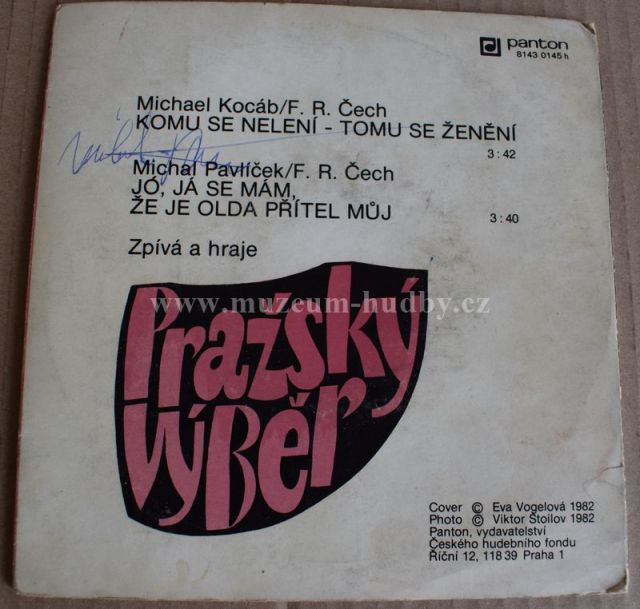 panton
8143 0145 h
Michael Kocáb/F. R. Čech
KOMU SE NELENÍ - TOMU SE ŽENĚNÍ
3:42
Michal Pavlíček/F. R. Čech
JÓ, JÁ SE MÁM,
ŽE JE OLDA PŘÍTEL MŮJ
3:40
Zpívá a hraje
www.muzeum-hudby.cz
Pražský
výBěr
Cover © Eva Vogelová 1982
Photo © Viktor Štoilov 1982
Panton, vydavatelství
Českého hudebního fondu
Říční 12, 118 39 Praha 1